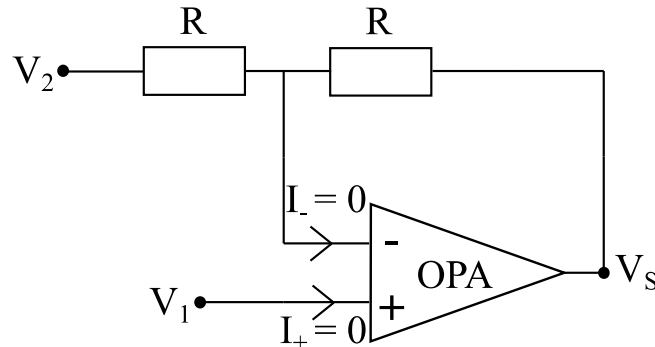 R R
V₂
I₋ = 0
-
OPA
Vₛ
V₁
+
I₊ = 0